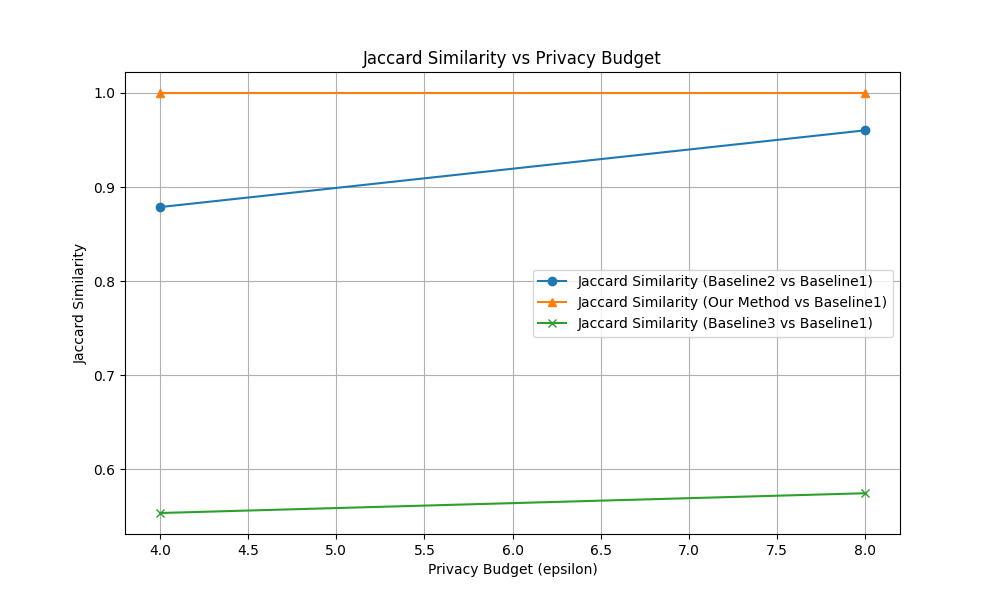 Jaccard Similarity vs Privacy Budget
Jaccard Similarity
1.0
0.9
0.8
0.7
0.6
Jaccard Similarity (Baseline2 vs Baseline1)
Jaccard Similarity (Our Method vs Baseline1)
Jaccard Similarity (Baseline3 vs Baseline1)
4.0 4.5 5.0 5.5 6.0 6.5 7.0 7.5 8.0
Privacy Budget (epsilon)